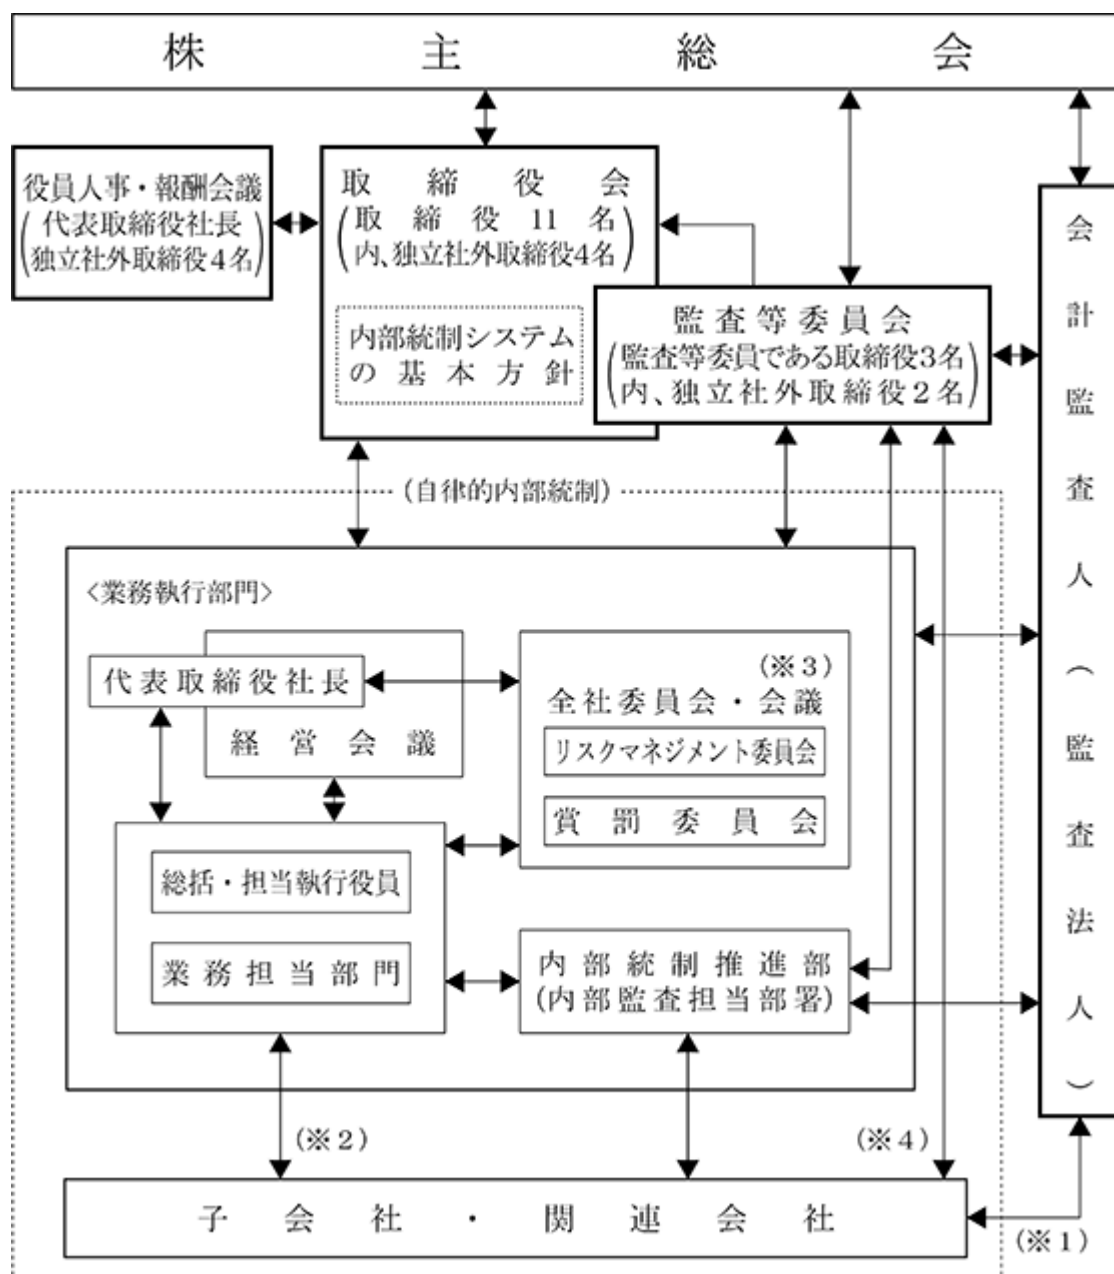 株主総会
役員人事・報酬会議
(代表取締役社長
独立社外取締役4名)
取締役会
(取締役11名
内、独立社外取締役4名)
内部統制システム
の基本方針
監査等委員会
(監査等委員である取締役3名
内、独立社外取締役2名)
会計監査人(監査法人)
(自律的内部統制)
<業務執行部門>
代表取締役社長
経営会議
(※3)
全社委員会・会議
リスクマネジメント委員会
賞罰委員会
総括・担当執行役員
業務担当部門
内部統制推進部
(内部監査担当部署)
(※2)
(※4)
子会社・関連会社
(※1)